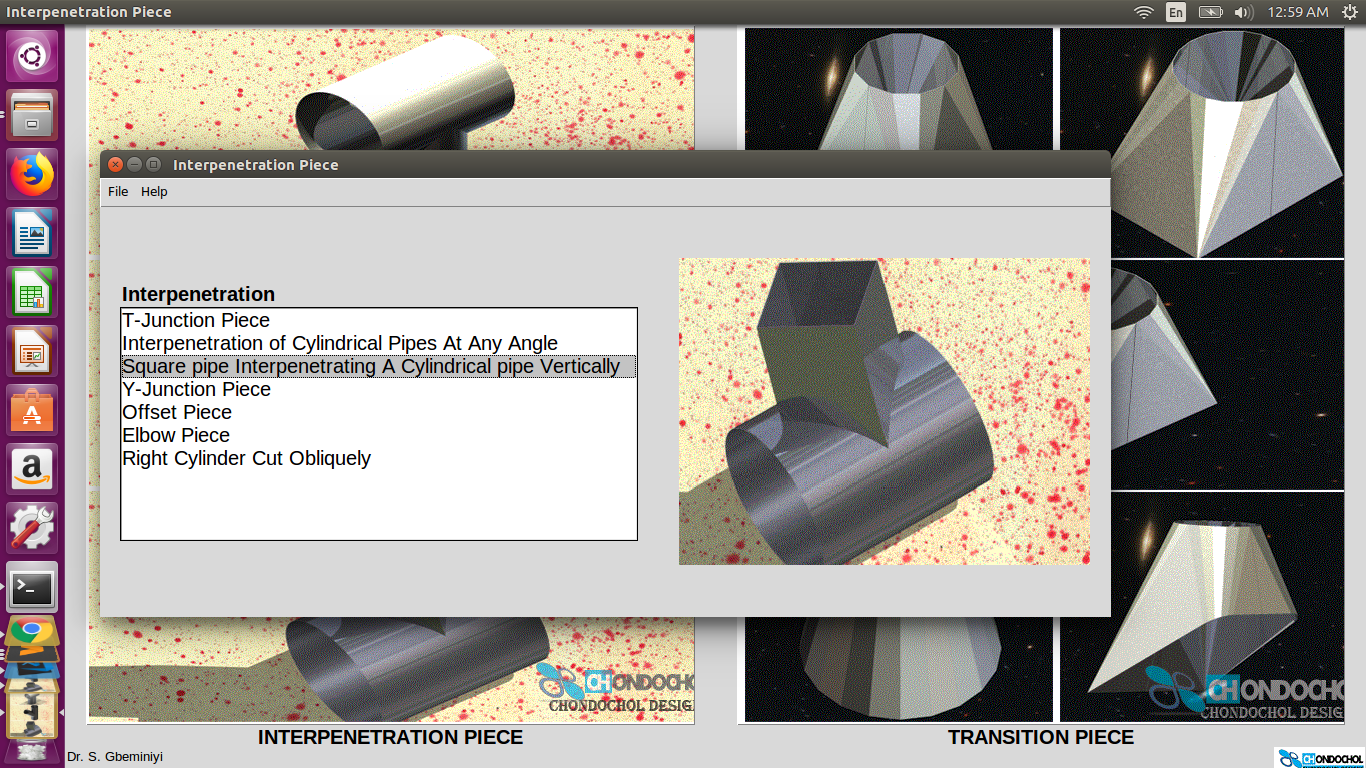 Interpenetration Piece
En
12:59 AM
Interpenetration Piece
File Help
Interpenetration
T-Junction Piece
Interpenetration of Cylindrical Pipes At Any Angle
Square pipe Interpenetrating A Cylindrical pipe Vertically
Y-Junction Piece
Offset Piece
Elbow Piece
Right Cylinder Cut Obliquely
CHONDOCHOL
CHONDOCHOL DESIG
CHONDOCHOL
CHONDOCHOL DESIG
INTERPENETRATION PIECE
TRANSITION PIECE
Dr. S. Gbeminiyi
CHONDOCHOL